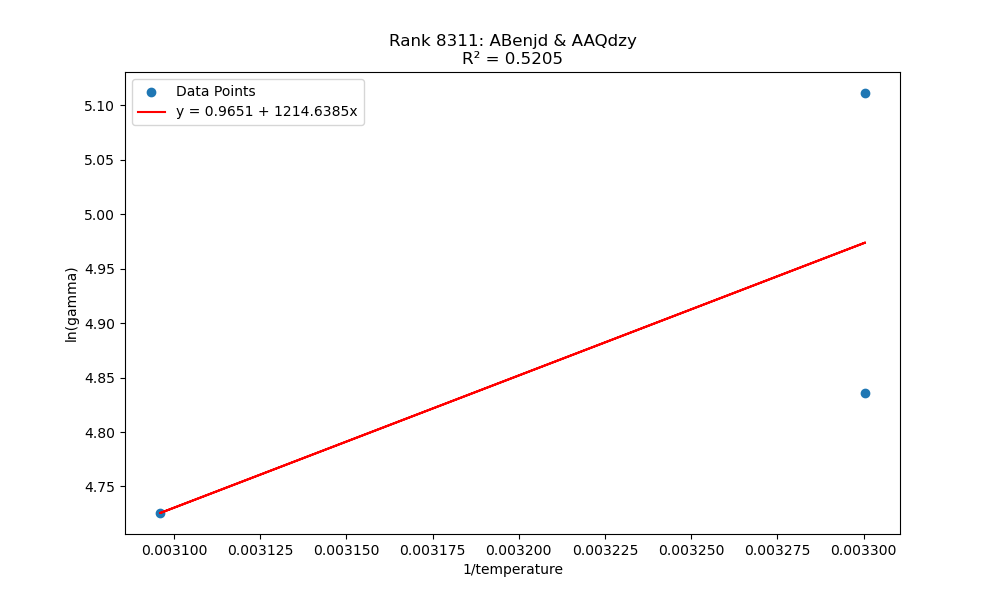 Rank 8311: ABenjd & AAQdzy
R² = 0.5205
Data Points
y = 0.9651 + 1214.6385x
5.10
5.05
5.00
4.95
4.90
4.85
4.80
4.75
ln(gamma)
0.003100 0.003125 0.003150 0.003175 0.003200 0.003225 0.003250 0.003275 0.003300
1/temperature